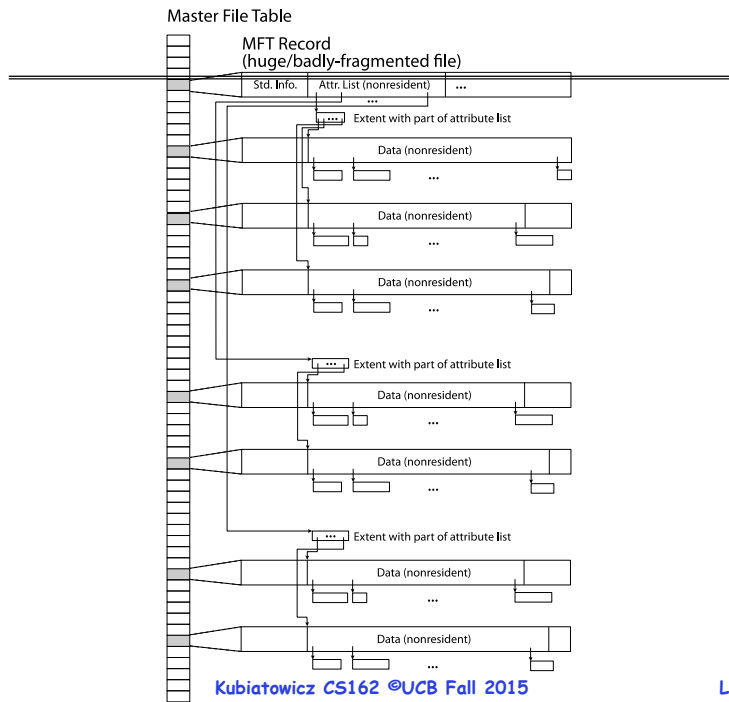 Master File Table
MFT Record
(huge/badly-fragmented file)
Std. Info. Attr. List (nonresident) ...
...
... Extent with part of attribute list
Data (nonresident)
...
Data (nonresident)
...
Data (nonresident)
...
... Extent with part of attribute list
Data (nonresident)
...
Data (nonresident)
...
... Extent with part of attribute list
Data (nonresident)
...
Data (nonresident)
...
Kubiatowicz CS162 ©UCB Fall 2015 L